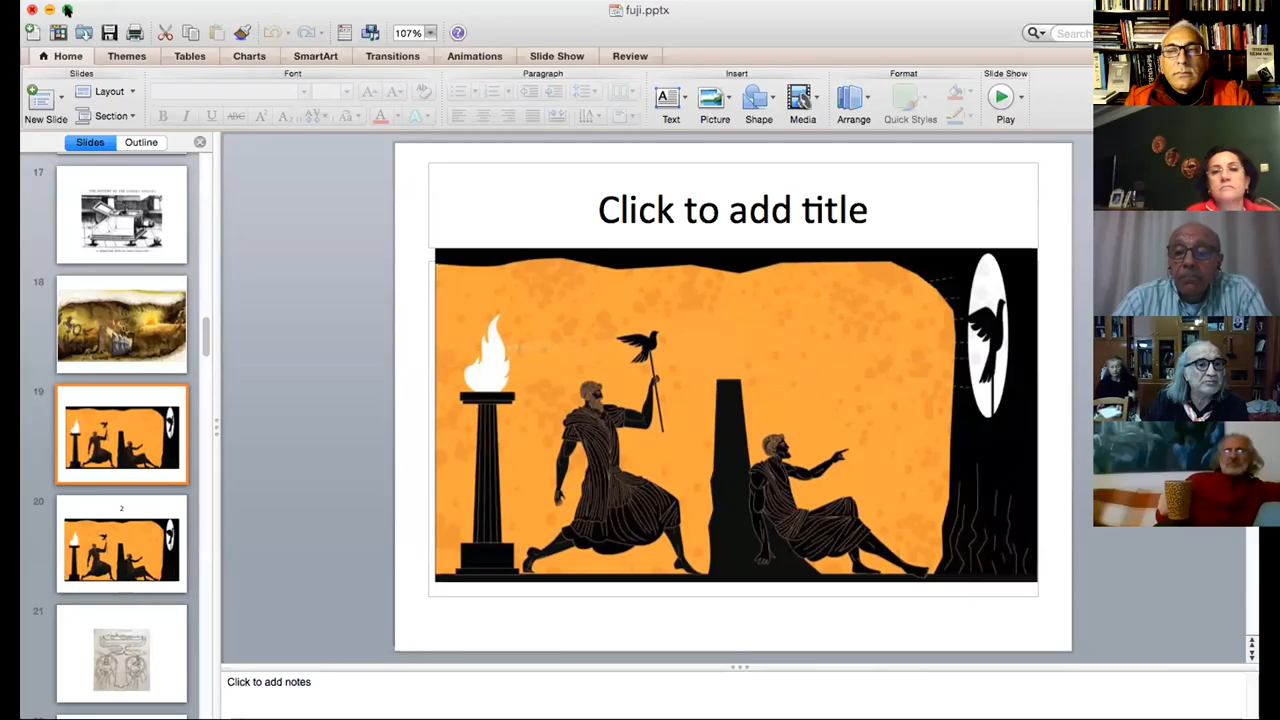 fuji.pptx
107%
Search
Home
Themes
Tables
Charts
SmartArt
Transitions
Animations
Slide Show
Review
Slides
Font
Paragraph
Insert
Format
Slide Show
New Slide
Layout
Section
Text
Picture
Shape
Media
Arrange
Quick Styles
Play
Slides
Outline
17
18
19
20
2
21
Click to add title
Click to add notes